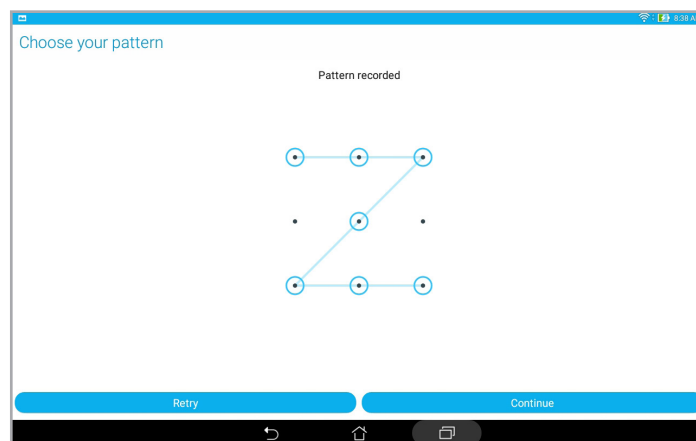 8:38 A
Choose your pattern
Pattern recorded
Retry
Continue